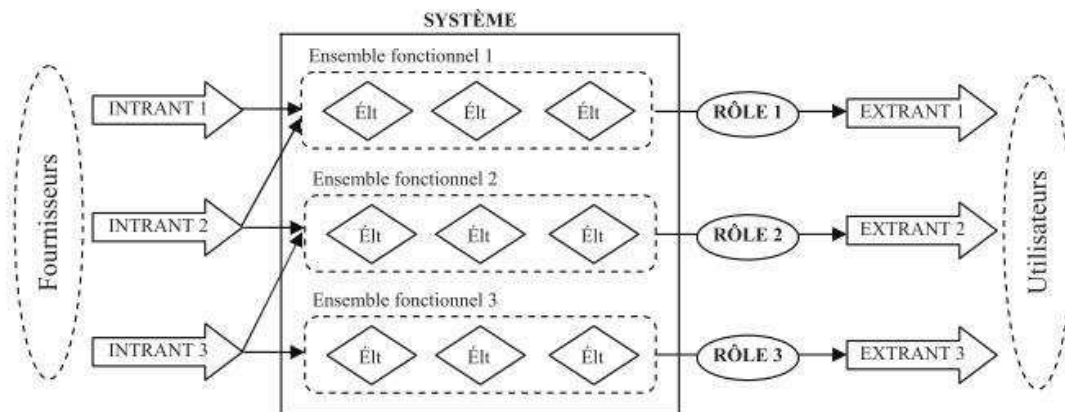 SYSTÈME
Ensemble fonctionnel 1
Fournisseurs
INTRANT 1
Élt Élt Élt
RÔLE 1
EXTRANT 1
Utilisateurs
Ensemble fonctionnel 2
INTRANT 2
Élt Élt Élt
RÔLE 2
EXTRANT 2
Ensemble fonctionnel 3
INTRANT 3
Élt Élt Élt
RÔLE 3
EXTRANT 3